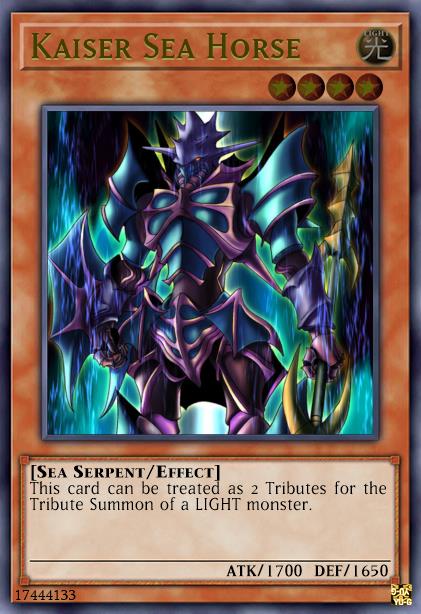 Kaiser Sea Horse
LIGHT
光
[Sea Serpent/Effect]
This card can be treated as 2 Tributes for the
Tribute Summon of a LIGHT monster.
ATK/1700 DEF/1650
17444133